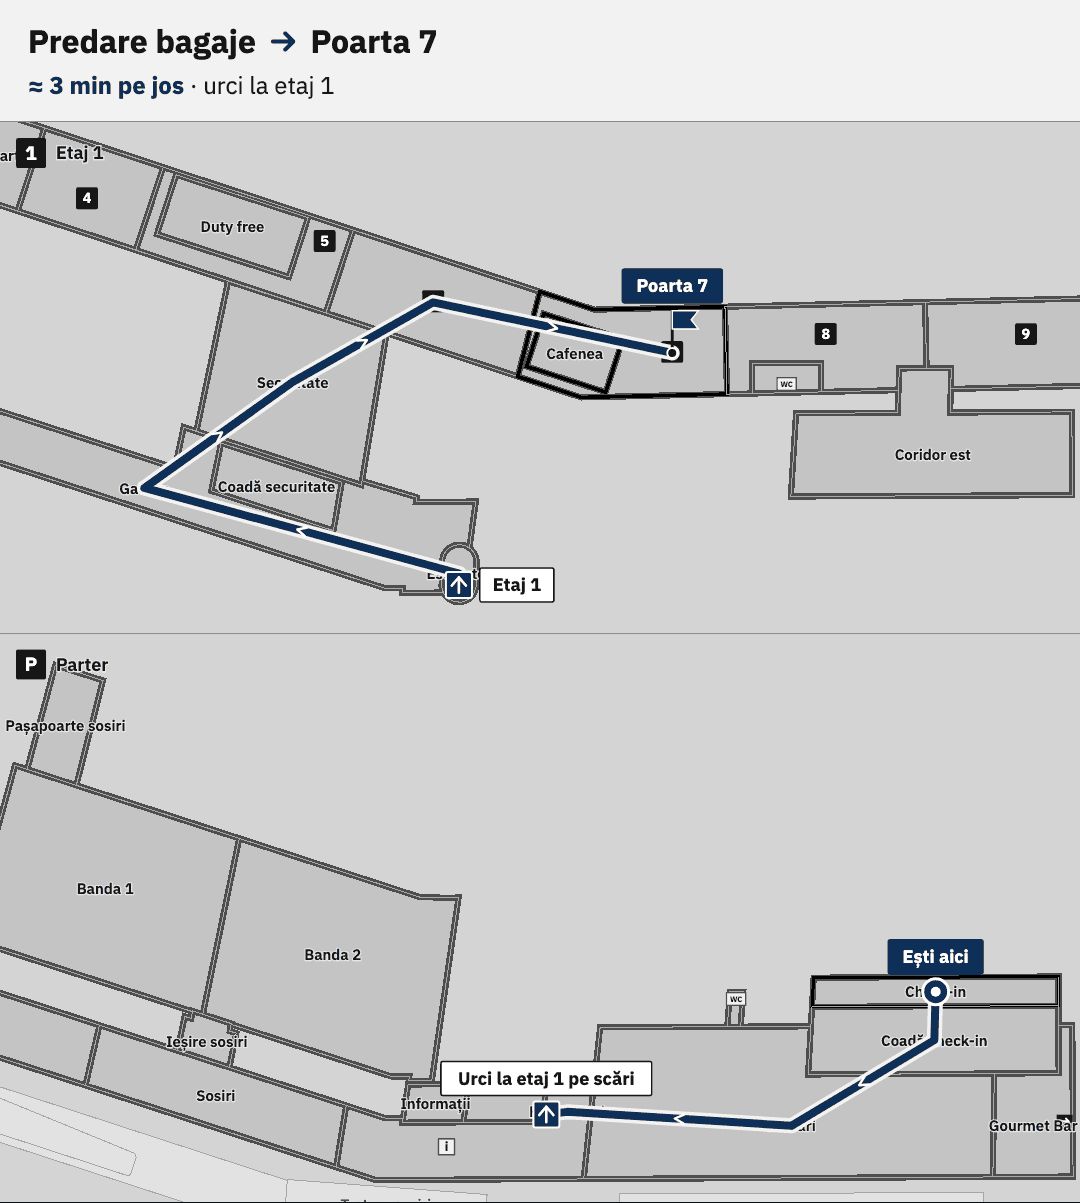 Predare bagaje → Poarta 7
≈ 3 min pe jos · urci la etaj 1
1 Etaj 1
4
Duty free
5
Poarta 7
8
9
Cafenea
wc
Coridor est
Coadă securitate
Etaj 1
P Parter
Pașapoarte sosiri
Banda 1
Banda 2
Ești aici
wc
Ieșire sosiri
Urci la etaj 1 pe scări
Sosiri
Informații
i
Gourmet Bar